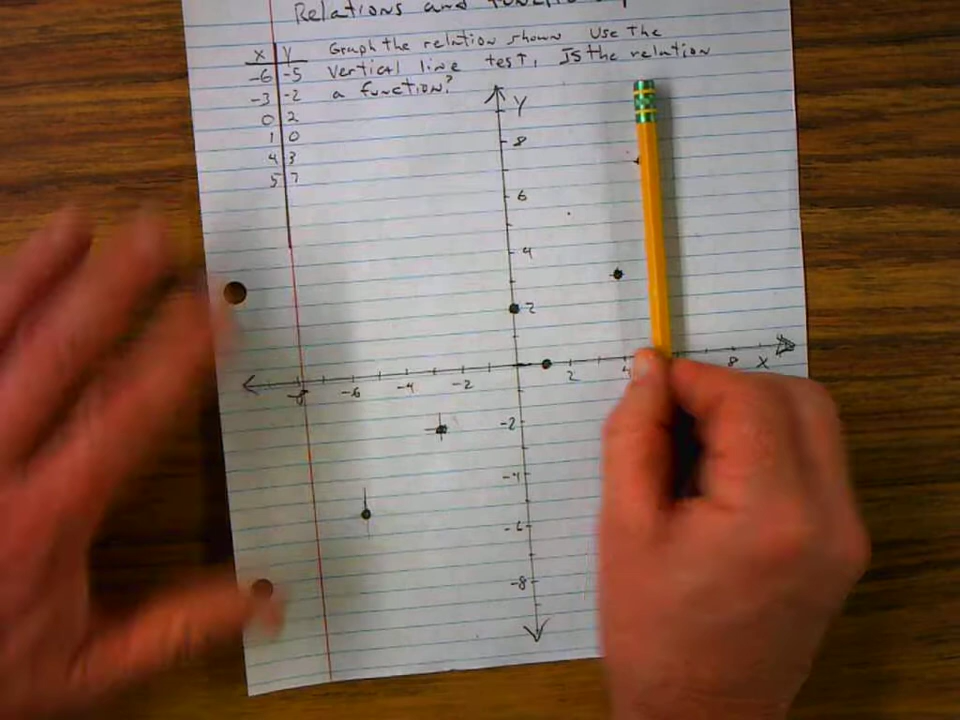 Relations and
X Y Graph the relation shown Use the
-6 -5 vertical line test, Is the relation
-3 -2 a function?
0 2
1 0
4 3
5 7
Y
8
6
4
2
-8 -6 -4 -2 2 4 8 X
-2
-4
-6
-8